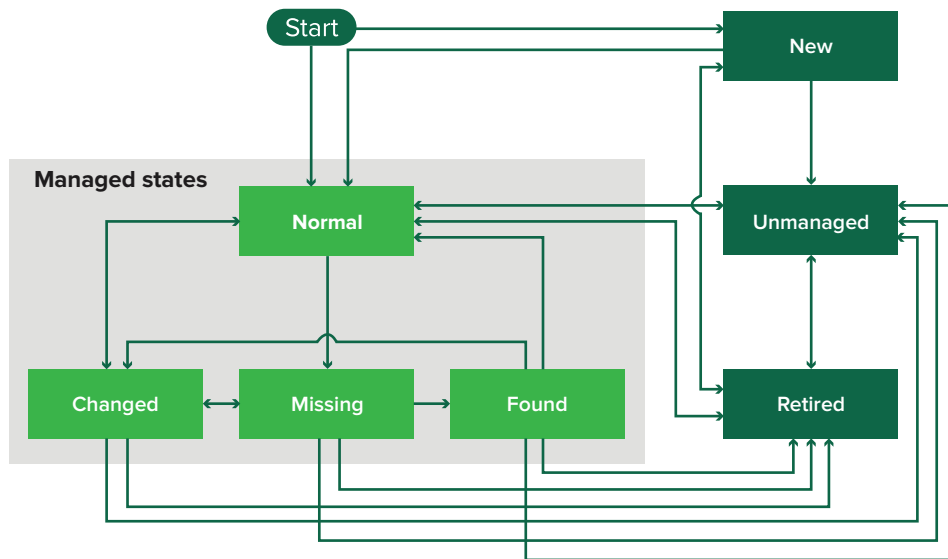 Start
New
Managed states
Normal
Unmanaged
Changed
Missing
Found
Retired